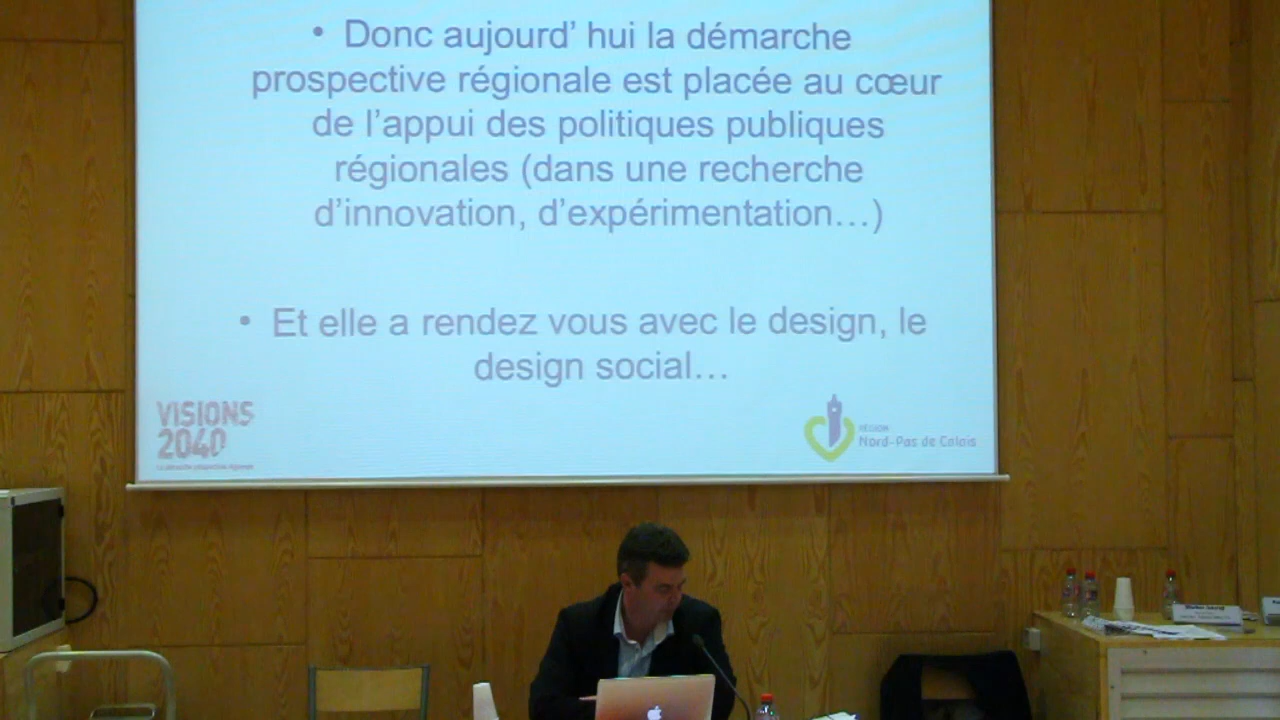 • Donc aujourd' hui la démarche
prospective régionale est placée au cœur
de l'appui des politiques publiques
régionales (dans une recherche
d'innovation, d'expérimentation…)
• Et elle a rendez vous avec le design, le
design social…
VISIONS
2040
RÉGION
Nord-Pas de Calais